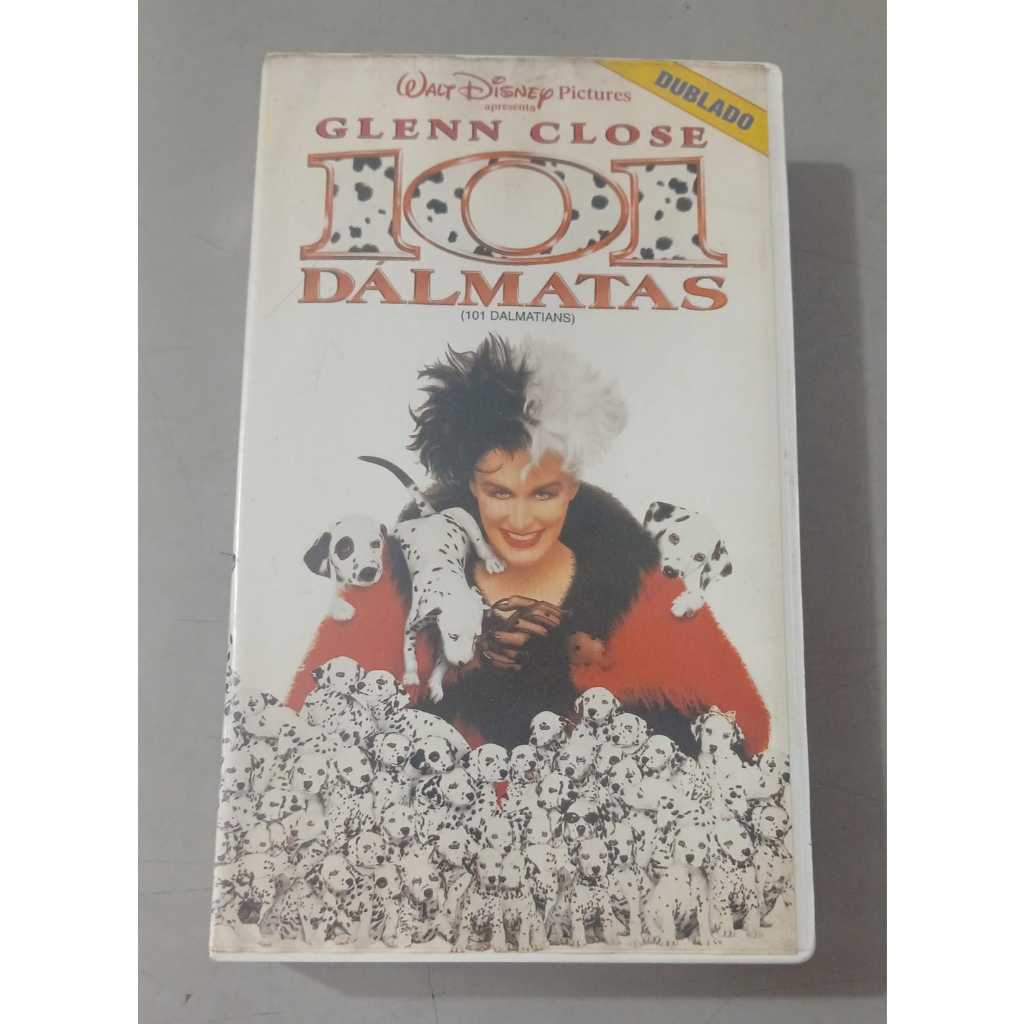 WALT DISNEY Pictures
apresenta
DUBLADO
GLENN CLOSE
101
DÁLMATAS
(101 DALMATIANS)